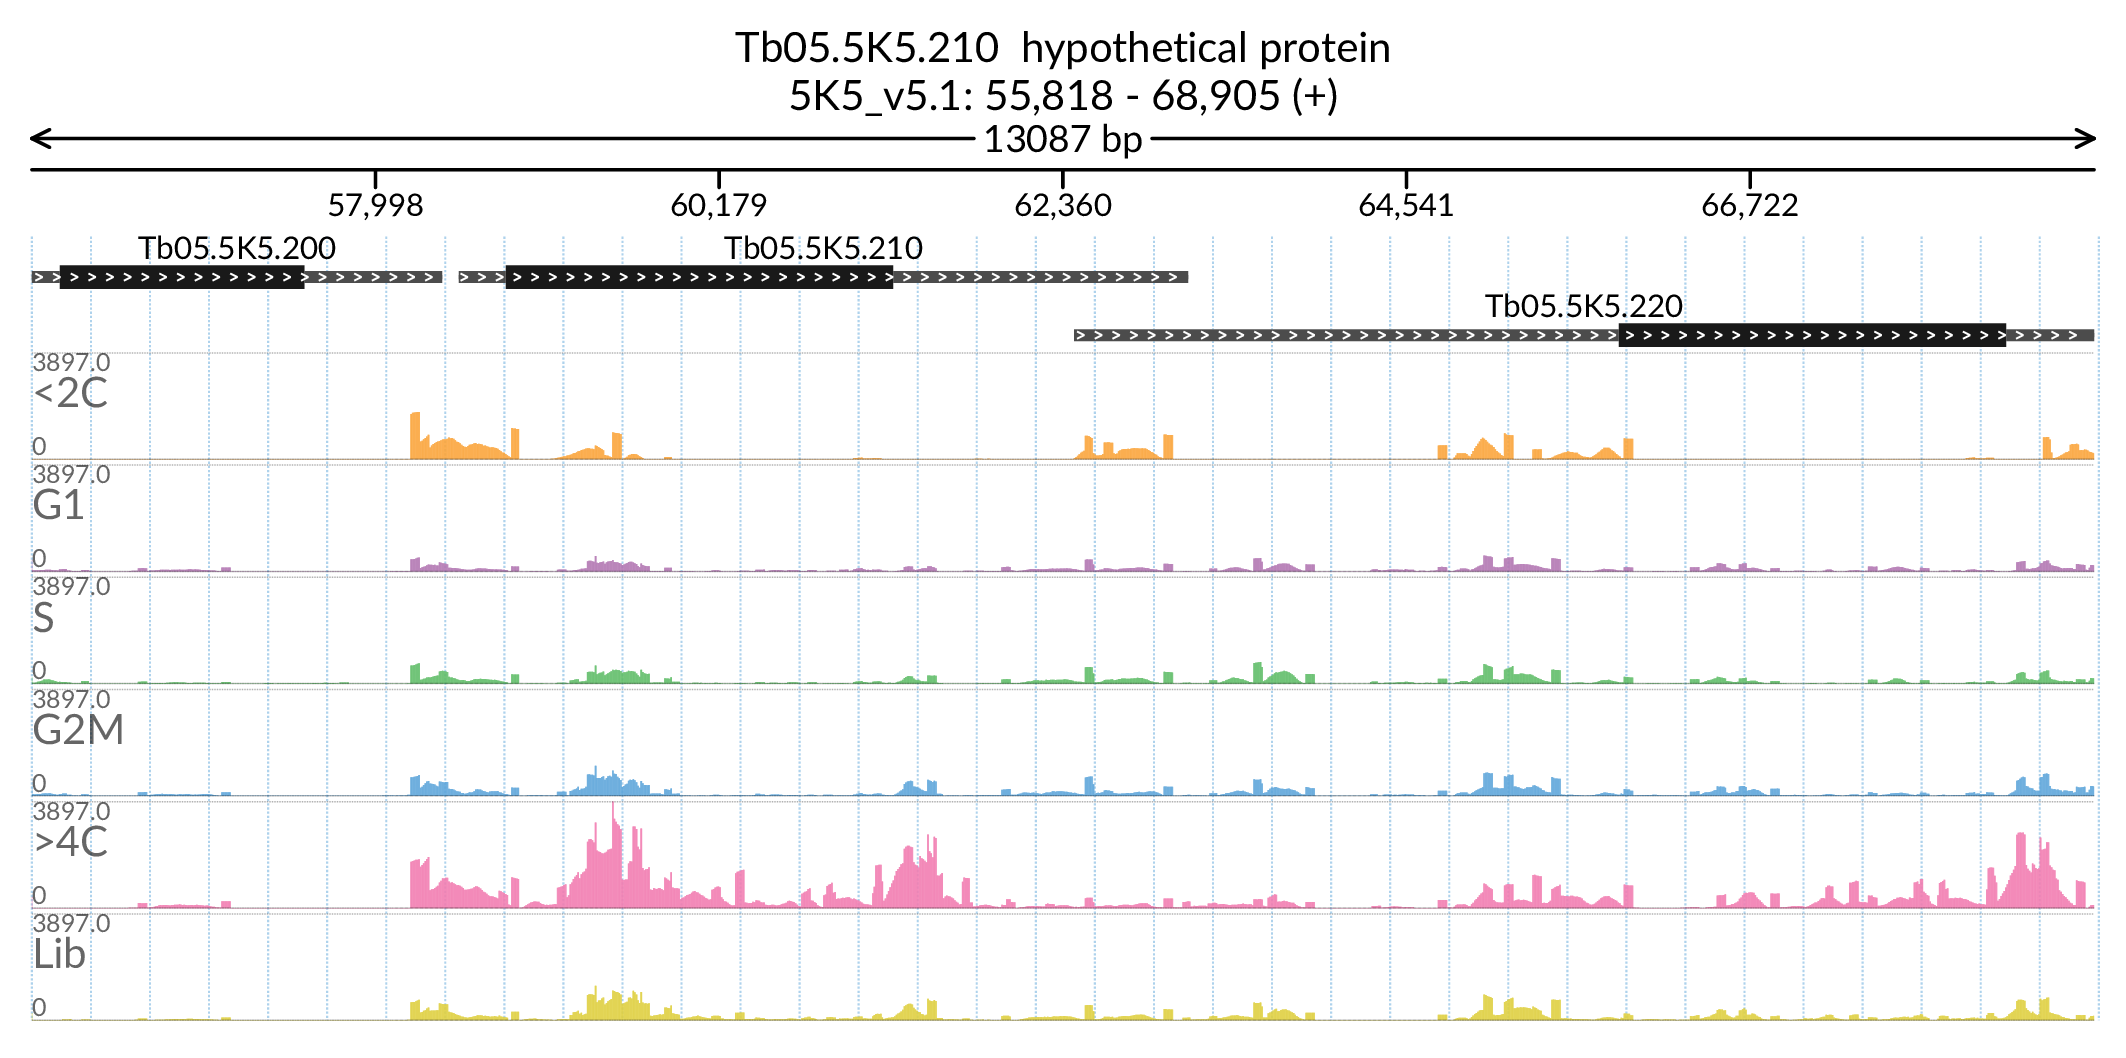 Tb05.5K5.210  hypothetical protein
5K5_v5.1: 55,818 - 68,905 (+)
13087 bp
57,998 60,179 62,360 64,541 66,722
Tb05.5K5.200 Tb05.5K5.210
Tb05.5K5.220
3897.0
<2C
0
3897.0
G1
0
3897.0
S
0
3897.0
G2M
0
3897.0
>4C
0
3897.0
Lib
0